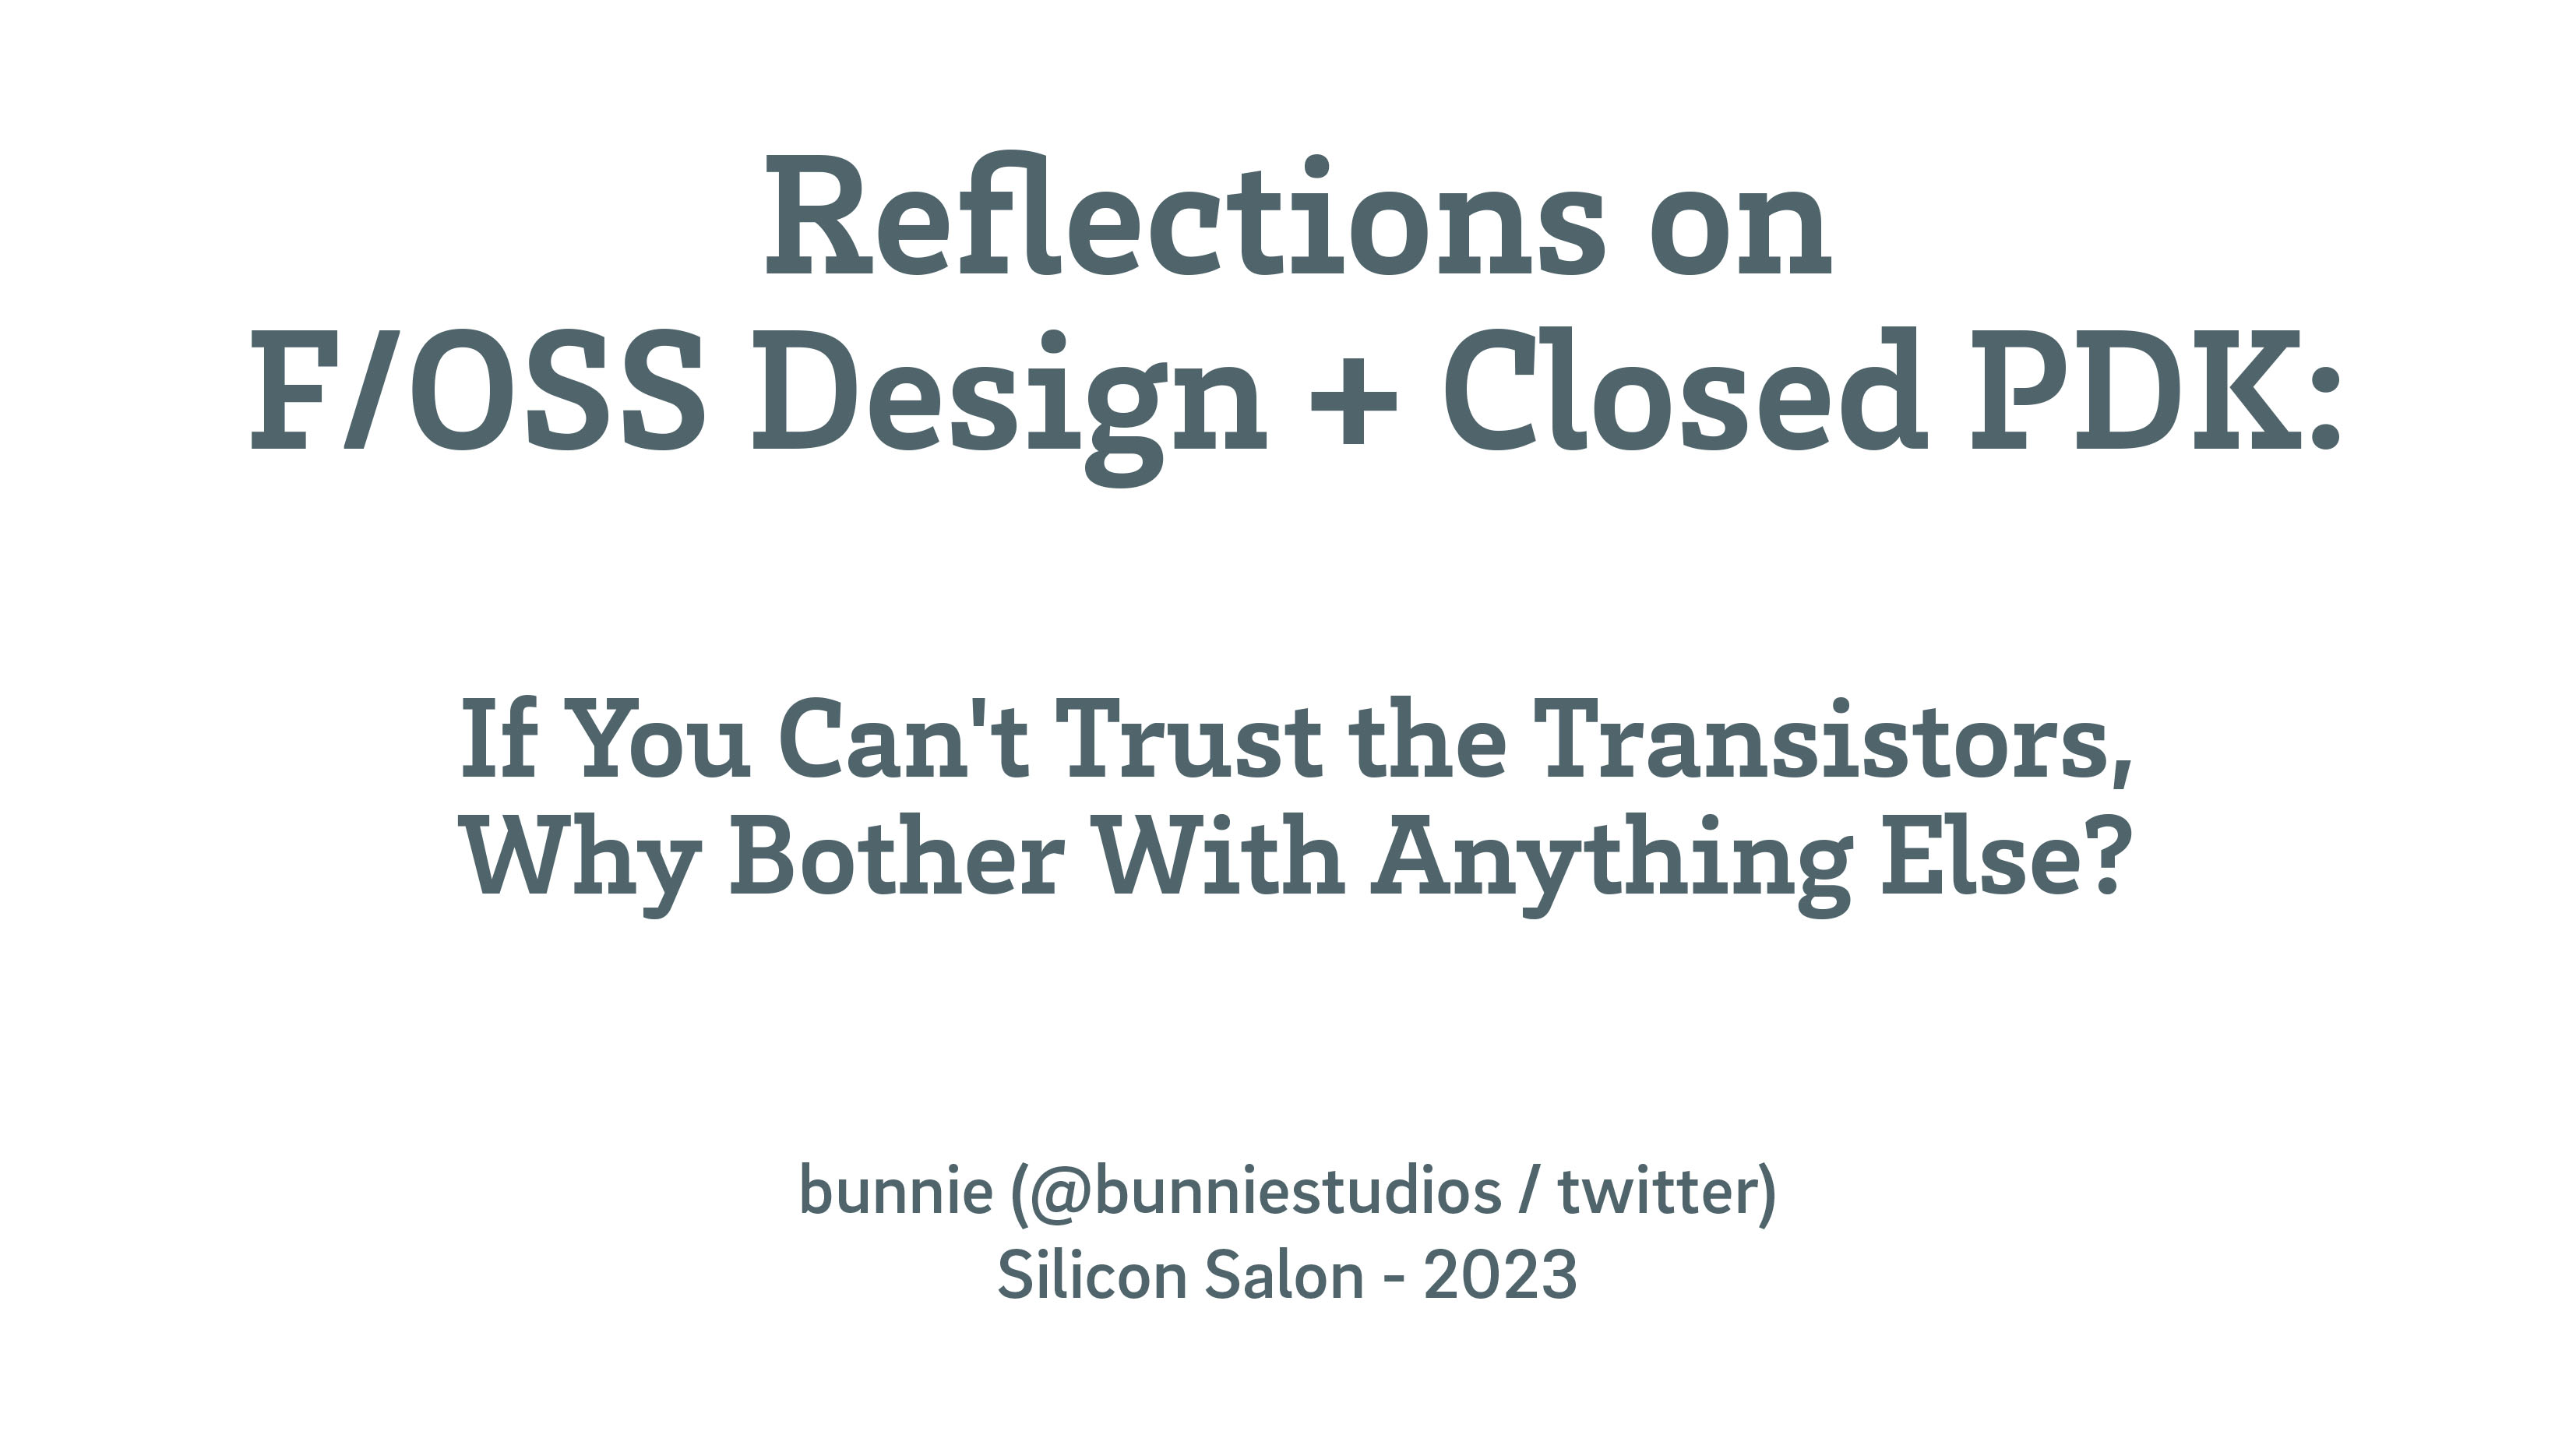 Reflections on
F/OSS Design + Closed PDK:
If You Can't Trust the Transistors,
Why Bother With Anything Else?
bunnie (@bunniestudios / twitter)
Silicon Salon - 2023